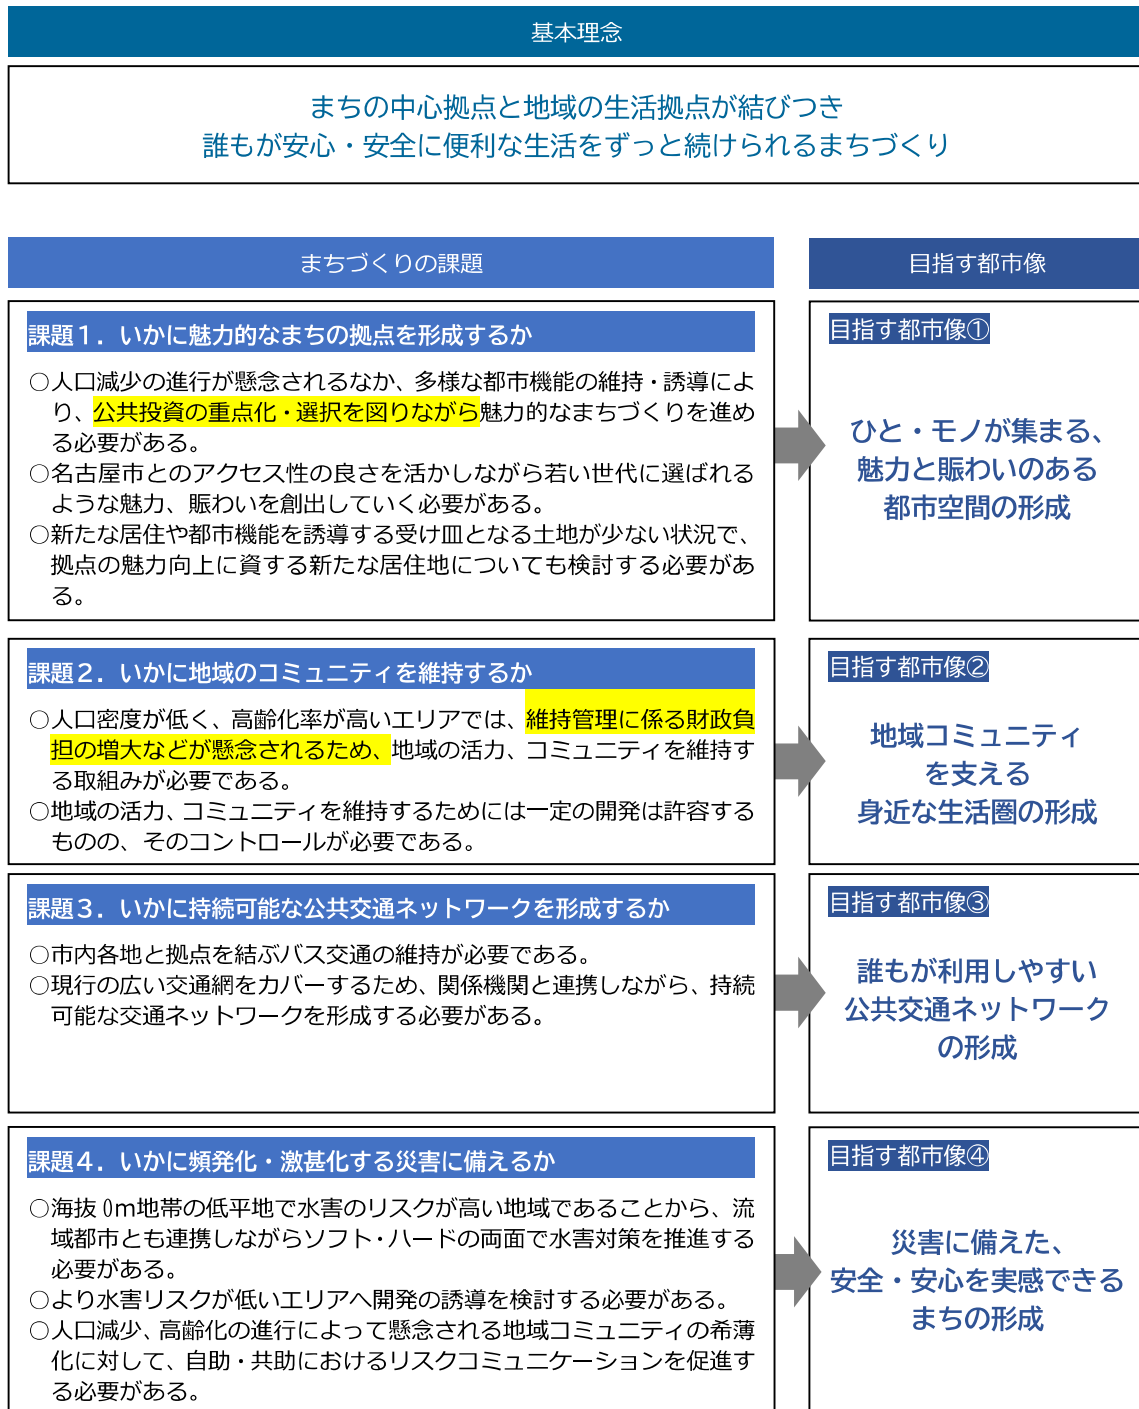 基本理念
まちの中心拠点と地域の生活拠点が結びつき
誰もが安心・安全に便利な生活をずっと続けられるまちづくり
まちづくりの課題
目指す都市像
課題１．いかに魅力的なまちの拠点を形成するか
○人口減少の進行が懸念されるなか、多様な都市機能の維持・誘導によ
り、公共投資の重点化・選択を図りながら魅力的なまちづくりを進め
る必要がある。
○名古屋市とのアクセス性の良さを活かしながら若い世代に選ばれる
ような魅力、賑わいを創出していく必要がある。
○新たな居住や都市機能を誘導する受け皿となる土地が少ない状況で、
拠点の魅力向上に資する新たな居住地についても検討する必要があ
る。
目指す都市像①
ひと・モノが集まる、
魅力と賑わいのある
都市空間の形成
課題２．いかに地域のコミュニティを維持するか
○人口密度が低く、高齢化率が高いエリアでは、維持管理に係る財政負
担の増大などが懸念されるため、地域の活力、コミュニティを維持す
る取組みが必要である。
○地域の活力、コミュニティを維持するためには一定の開発は許容する
ものの、そのコントロールが必要である。
目指す都市像②
地域コミュニティ
を支える
身近な生活圏の形成
課題３．いかに持続可能な公共交通ネットワークを形成するか
○市内各地と拠点を結ぶバス交通の維持が必要である。
○現行の広い交通網をカバーするため、関係機関と連携しながら、持続
可能な交通ネットワークを形成する必要がある。
目指す都市像③
誰もが利用しやすい
公共交通ネットワーク
の形成
課題４．いかに頻発化・激甚化する災害に備えるか
○海抜0m地帯の低平地で水害のリスクが高い地域であることから、流
域都市とも連携しながらソフト・ハードの両面で水害対策を推進する
必要がある。
○より水害リスクが低いエリアへ開発の誘導を検討する必要がある。
○人口減少、高齢化の進行によって懸念される地域コミュニティの希薄
化に対して、自助・共助におけるリスクコミュニケーションを促進す
る必要がある。
目指す都市像④
災害に備えた、
安全・安心を実感できる
まちの形成